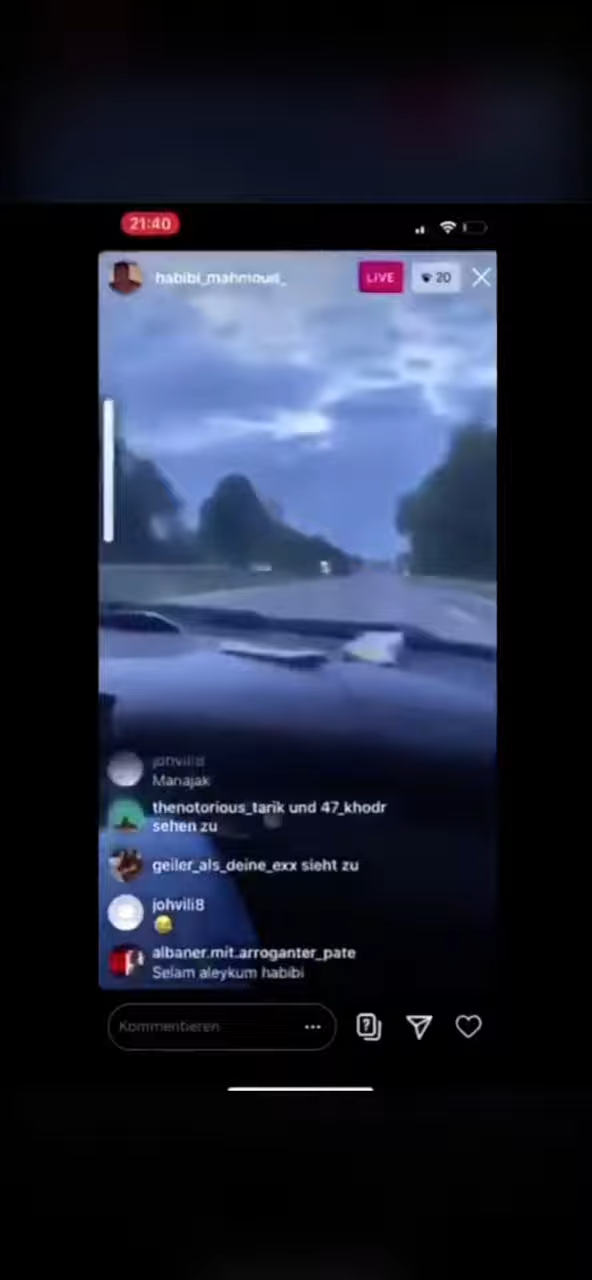 21:40
habibi_mahmoud_
LIVE
20
johvili8
Manajak
thenotorious_tarik und 47_khodr
sehen zu
geiler_als_deine_exx sieht zu
johvili8
😂
albaner.mit.arroganter_pate
Selam aleykum habibi
Kommentieren